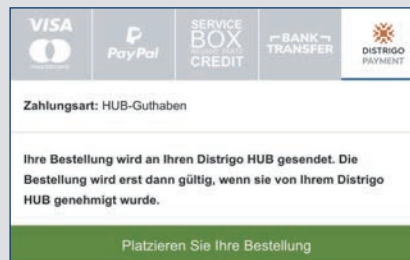 VISA
PayPal
SERVICE
BOX
CREDIT
BANK
TRANSFER
DISTRIGO
PAYMENT
Zahlungsart: HUB-Guthaben
Ihre Bestellung wird an Ihren Distrigo HUB gesendet. Die
Bestellung wird erst dann gültig, wenn sie von Ihrem Distrigo
HUB genehmigt wurde.
Platzieren Sie Ihre Bestellung